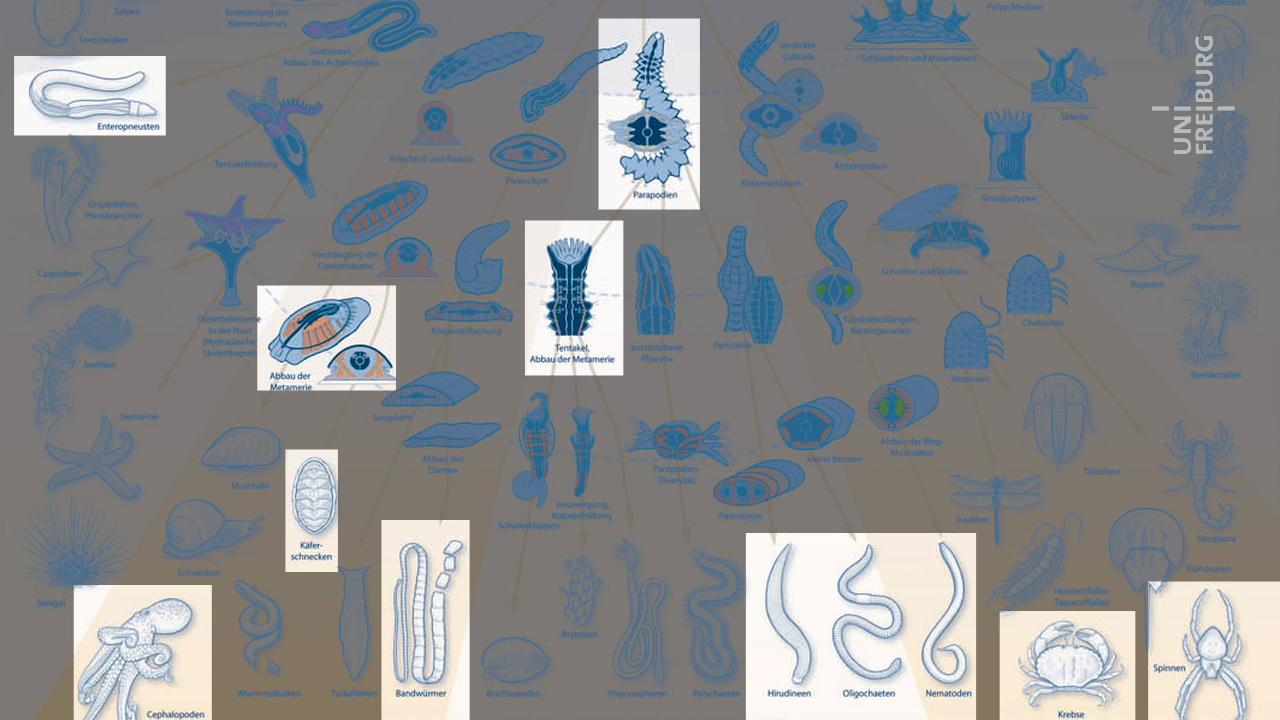 Salpen
Erweiterung des
Kiemendarmes
Polyp/Meduse
Hydrozoen
Seescheiden
Grabrüssel,
Abbau des Achsenstabes
verdickte
Cuticula
Schlundrohr und Mesenterien
UNI
FREIBURG
Enteropneusten
Sklerite
Tentakelbildung
Kriechfuß und Radula
Parenchym
Parapodien
Körperschlauch
Arthropodien
Einzelpolypen
Graptolithen,
Pterobranchier
Oktokorallen
Verdrängung der
Coelomräume
Carpoideen
Schreiten und Wühlen
Rugosen
Skelettelemente
in der Haut
(Hydraulische
Skelettkapsel)
Körperabflachung
Tentakel,
Abbau der Metamerie
ausstülpbarer
Pharynx
Peristaltik
Substratschlängeln,
Riesengonaden
Cheliceren
Seelilien
Abbau der
Metamerie
Antennen
Steinkorallen
Seesterne
Saugdarm
Abbau des
Darmes
Parapodien-
Diversität
kleine Borsten
Abbau der Ring-
Muskulatur
Trilobiten
Muscheln
Schalenklappen
Verzwergung,
Koloniebildung
Parenchym
Insekten
Skorpione
Käfer-
schnecken
Schnecken
Xiphosuren
Seeigel
Hundertfüßler
Tausendfüßler
Bryozoen
Spinnen
Cephalopoden
Wurmmollusken
Turbellarien
Bandwürmer
Brachiopoden
Pogonophoren
Polychaeten
Hirudineen
Oligochaeten
Nematoden
Krebse